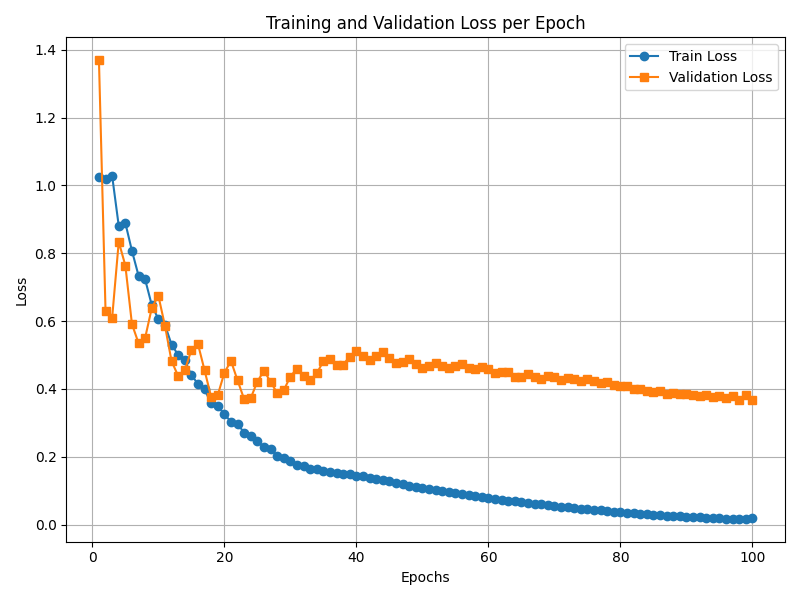 Training and Validation Loss per Epoch
Train Loss
Validation Loss
1.4
1.2
1.0
0.8
0.6
0.4
0.2
0.0
Loss
0 20 40 60 80 100
Epochs